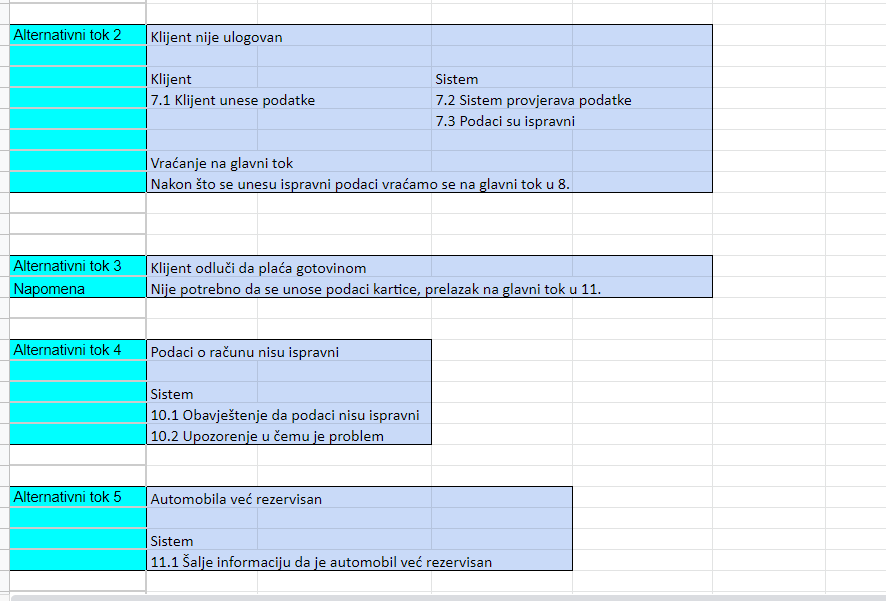 Alternativni tok 2 Klijent nije ulogovan
Klijent Sistem
7.1 Klijent unese podatke 7.2 Sistem provjerava podatke
7.3 Podaci su ispravni
Vraćanje na glavni tok
Nakon što se unesu ispravni podaci vraćamo se na glavni tok u 8.
Alternativni tok 3 Klijent odluči da plaća gotovinom
Napomena Nije potrebno da se unose podaci kartice, prelazak na glavni tok u 11.
Alternativni tok 4 Podaci o računu nisu ispravni
Sistem
10.1 Obavještenje da podaci nisu ispravni
10.2 Upozorenje u čemu je problem
Alternativni tok 5 Automobila već rezervisan
Sistem
11.1 Šalje informaciju da je automobil već rezervisan